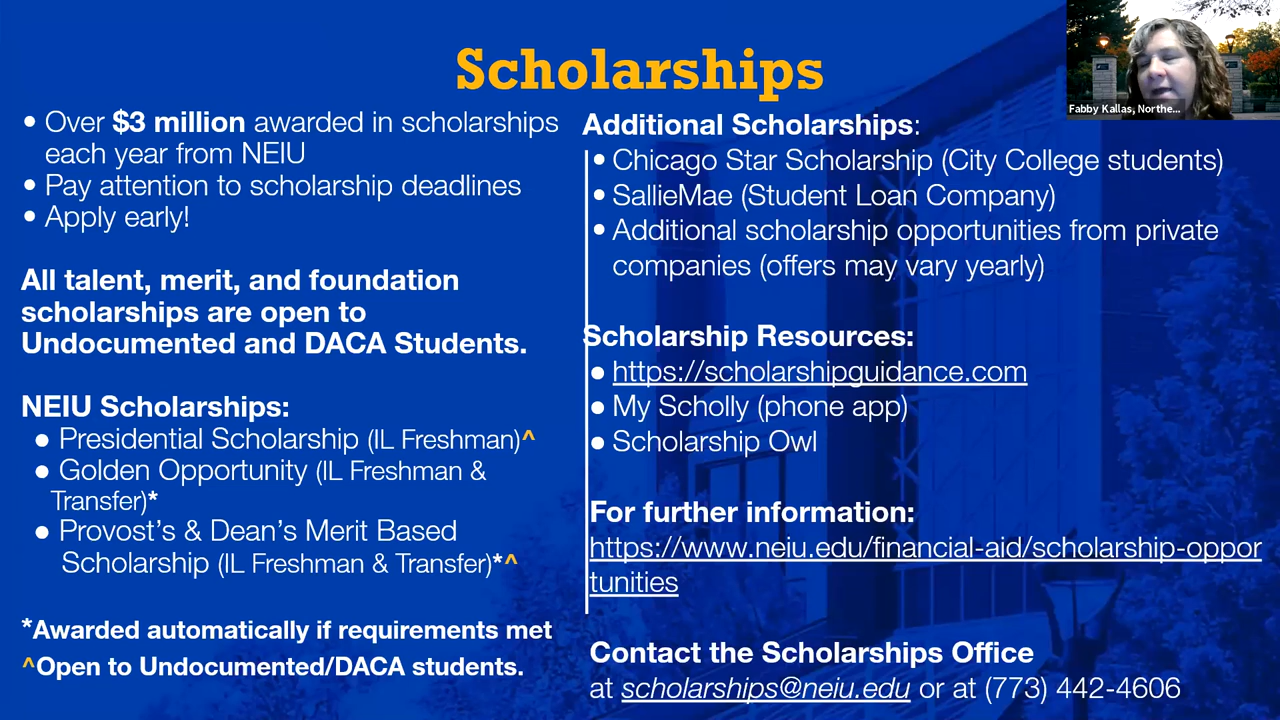 Scholarships
• Over $3 million awarded in scholarships
each year from NEIU
• Pay attention to scholarship deadlines
• Apply early!
All talent, merit, and foundation
scholarships are open to
Undocumented and DACA Students.
NEIU Scholarships:
● Presidential Scholarship (IL Freshman)^
● Golden Opportunity (IL Freshman &
Transfer)*
● Provost's & Dean's Merit Based
Scholarship (IL Freshman & Transfer)*^
*Awarded automatically if requirements met
^Open to Undocumented/DACA students.
Additional Scholarships:
• Chicago Star Scholarship (City College students)
• SallieMae (Student Loan Company)
• Additional scholarship opportunities from private
companies (offers may vary yearly)
Scholarship Resources:
● https://scholarshipguidance.com
● My Scholly (phone app)
● Scholarship Owl
For further information:
https://www.neiu.edu/financial-aid/scholarship-oppor
tunities
Contact the Scholarships Office
at scholarships@neiu.edu or at (773) 442-4606
Fabby Kallas, Northe...